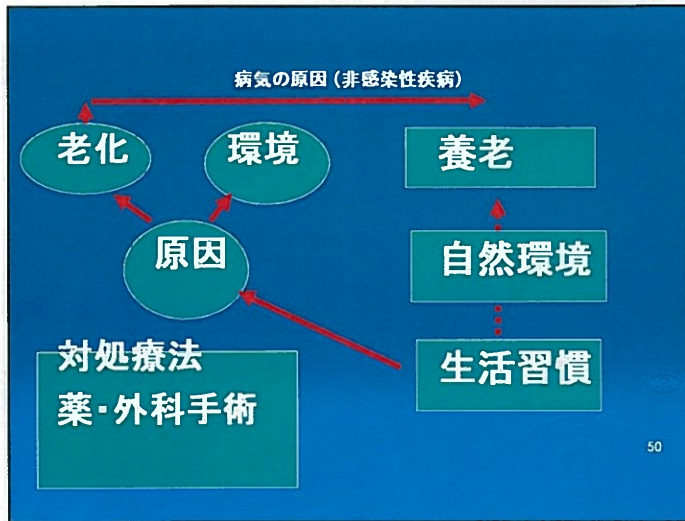 病気の原因（非感染性疾病）
老化
環境
養老
原因
自然環境
対処療法
薬・外科手術
生活習慣
50